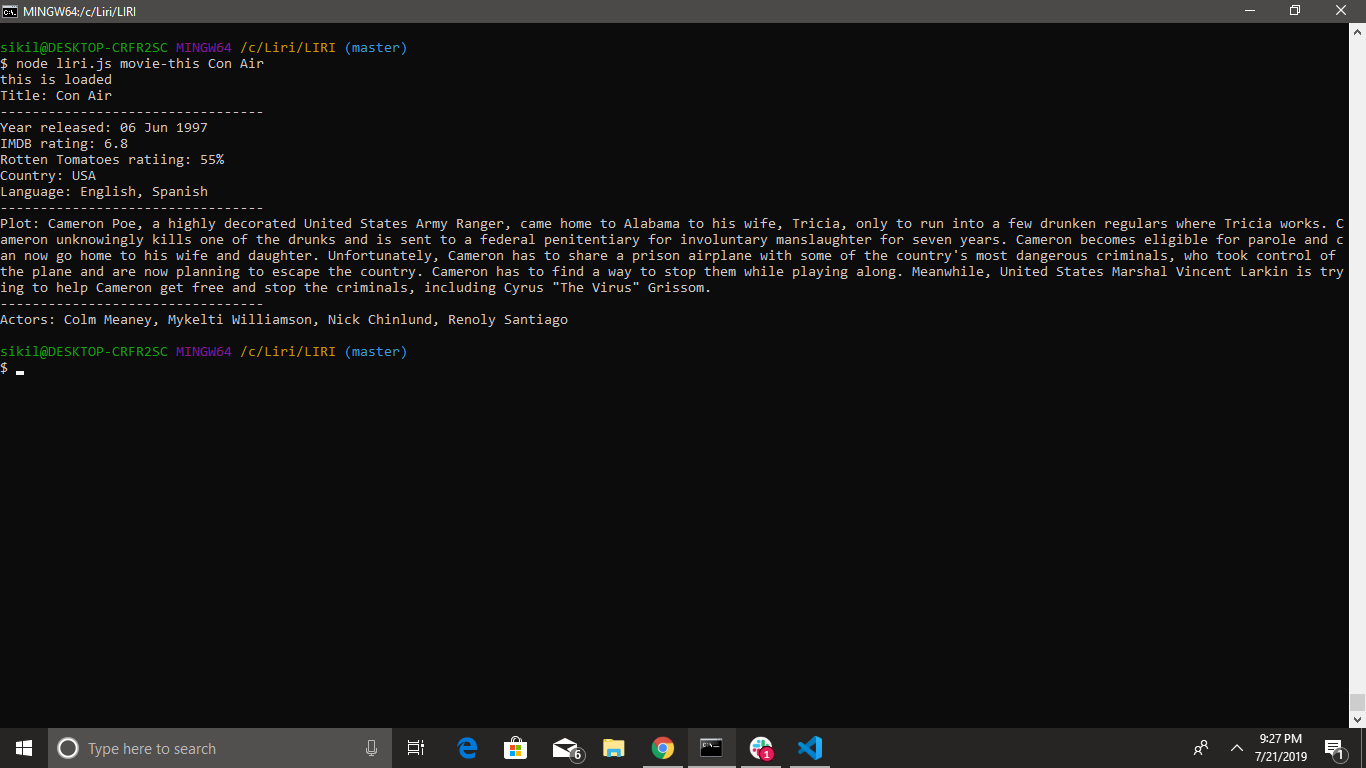 MINGW64:/c/Liri/LIRI
sikil@DESKTOP-CRFR2SC MINGW64 /c/Liri/LIRI (master)
$ node liri.js movie-this Con Air
this is loaded
Title: Con Air
---------------------------------
Year released: 06 Jun 1997
IMDB rating: 6.8
Rotten Tomatoes ratiing: 55%
Country: USA
Language: English, Spanish
---------------------------------
Plot: Cameron Poe, a highly decorated United States Army Ranger, came home to Alabama to his wife, Tricia, only to run into a few drunken regulars where Tricia works. C
ameron unknowingly kills one of the drunks and is sent to a federal penitentiary for involuntary manslaughter for seven years. Cameron becomes eligible for parole and c
an now go home to his wife and daughter. Unfortunately, Cameron has to share a prison airplane with some of the country's most dangerous criminals, who took control of
the plane and are now planning to escape the country. Cameron has to find a way to stop them while playing along. Meanwhile, United States Marshal Vincent Larkin is try
ing to help Cameron get free and stop the criminals, including Cyrus "The Virus" Grissom.
---------------------------------
Actors: Colm Meaney, Mykelti Williamson, Nick Chinlund, Renoly Santiago
sikil@DESKTOP-CRFR2SC MINGW64 /c/Liri/LIRI (master)
$
Type here to search
6
1
9:27 PM
7/21/2019
1